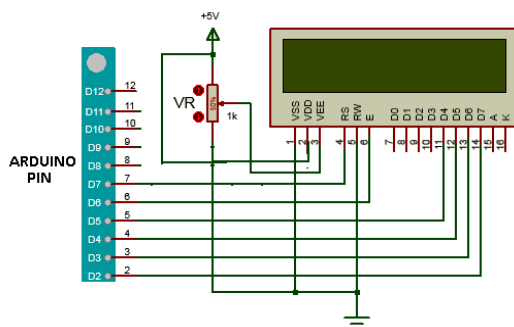 +5V
VR
50%
1k
ARDUINO
PIN
D12 12
D11 11
D10 10
D9 9
D8 8
D7 7
D6 6
D5 5
D4 4
D3 3
D2 2
VSS VDD VEE RS RW E D0 D1 D2 D3 D4 D5 D6 D7 A K
1 2 3 4 5 6 7 8 9 10 11 12 13 14 15 16